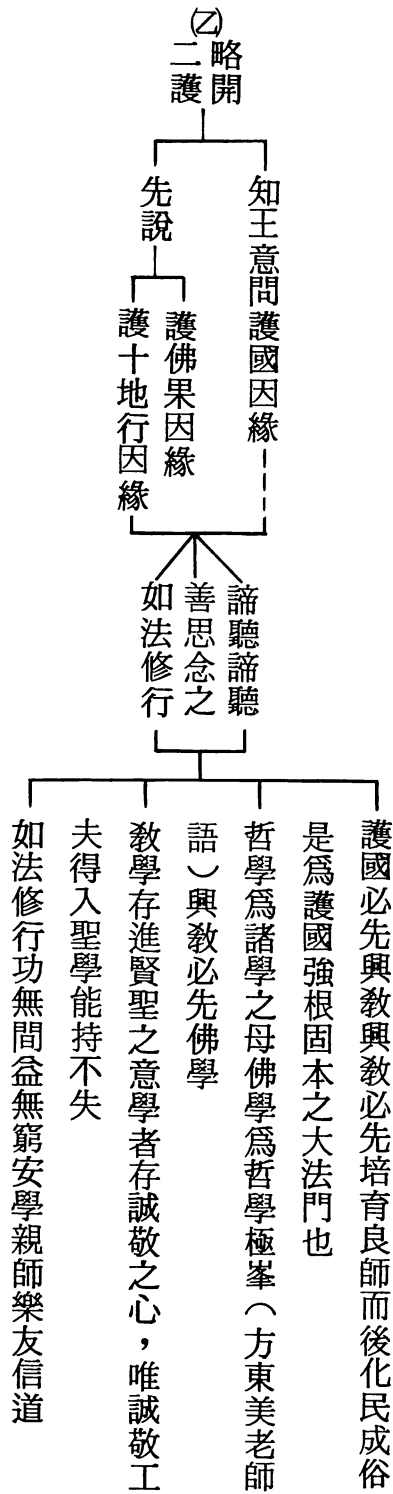 ㊁
略開
二護
知王意問護國因緣
先說
護佛果因緣
護十地行因緣
諦聽諦聽
善思念之
如法修行
護國必先興敎興敎必先培育良師而後化民成俗
是爲護國強根固本之大法門也
哲學爲諸學之母佛學爲哲學極峯（方東美老師
語）興敎必先佛學
敎學存進賢聖之意學者存誠敬之心，唯誠敬工
夫得入聖學能持不失
如法修行功無間益無窮安學親師樂友信道